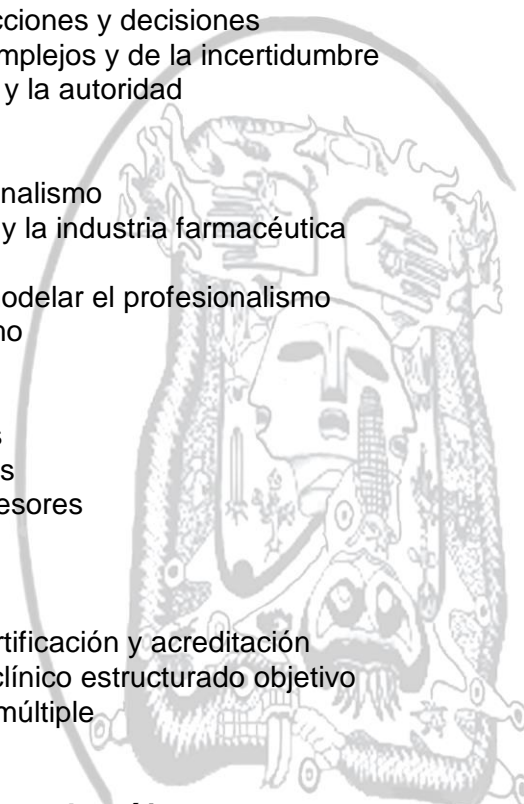 cciones y decisiones
mplejos y de la incertidumbre
y la autoridad
nalismo
y la industria farmacéutica
odelar el profesionalismo
no
s
s
esores
rtificación y acreditación
clínico estructurado objetivo
múltiple